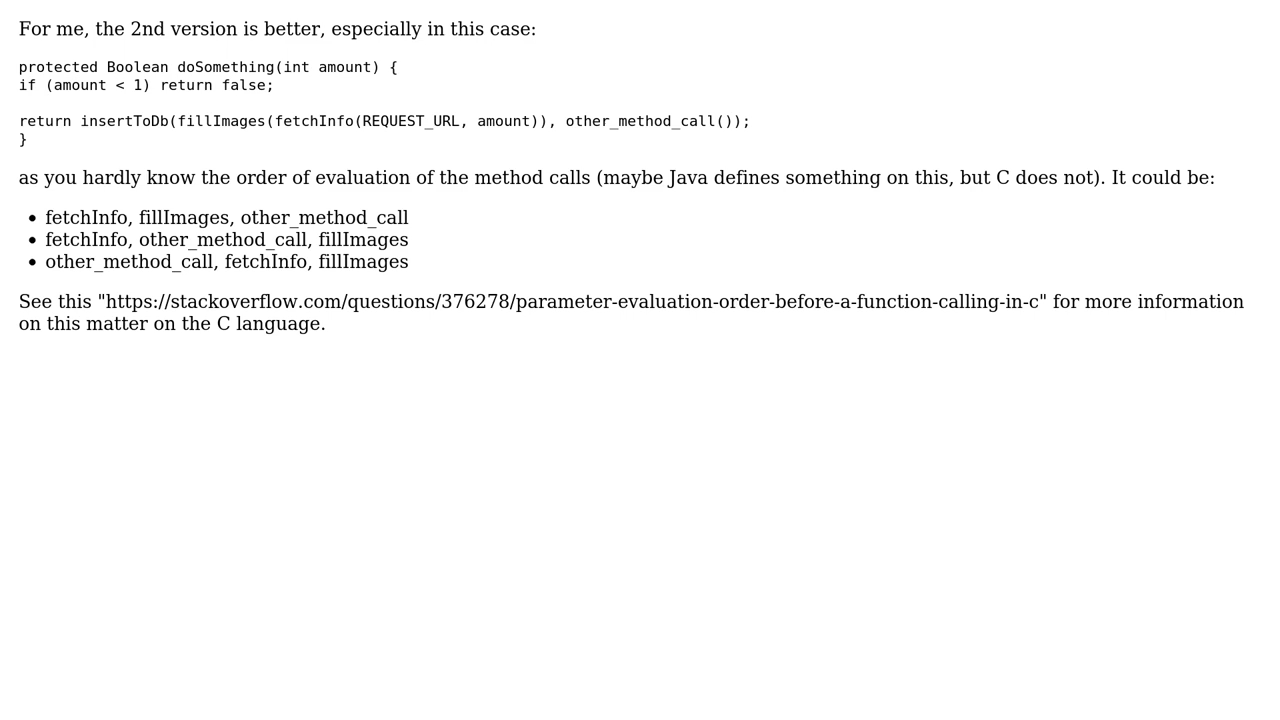 For me, the 2nd version is better, especially in this case:
protected Boolean doSomething(int amount) {
if (amount < 1) return false;
return insertToDb(fillImages(fetchInfo(REQUEST_URL, amount)), other_method_call());
}
as you hardly know the order of evaluation of the method calls (maybe Java defines something on this, but C does not). It could be:
• fetchInfo, fillImages, other_method_call
• fetchInfo, other_method_call, fillImages
• other_method_call, fetchInfo, fillImages
See this "https://stackoverflow.com/questions/376278/parameter-evaluation-order-before-a-function-calling-in-c" for more information
on this matter on the C language.